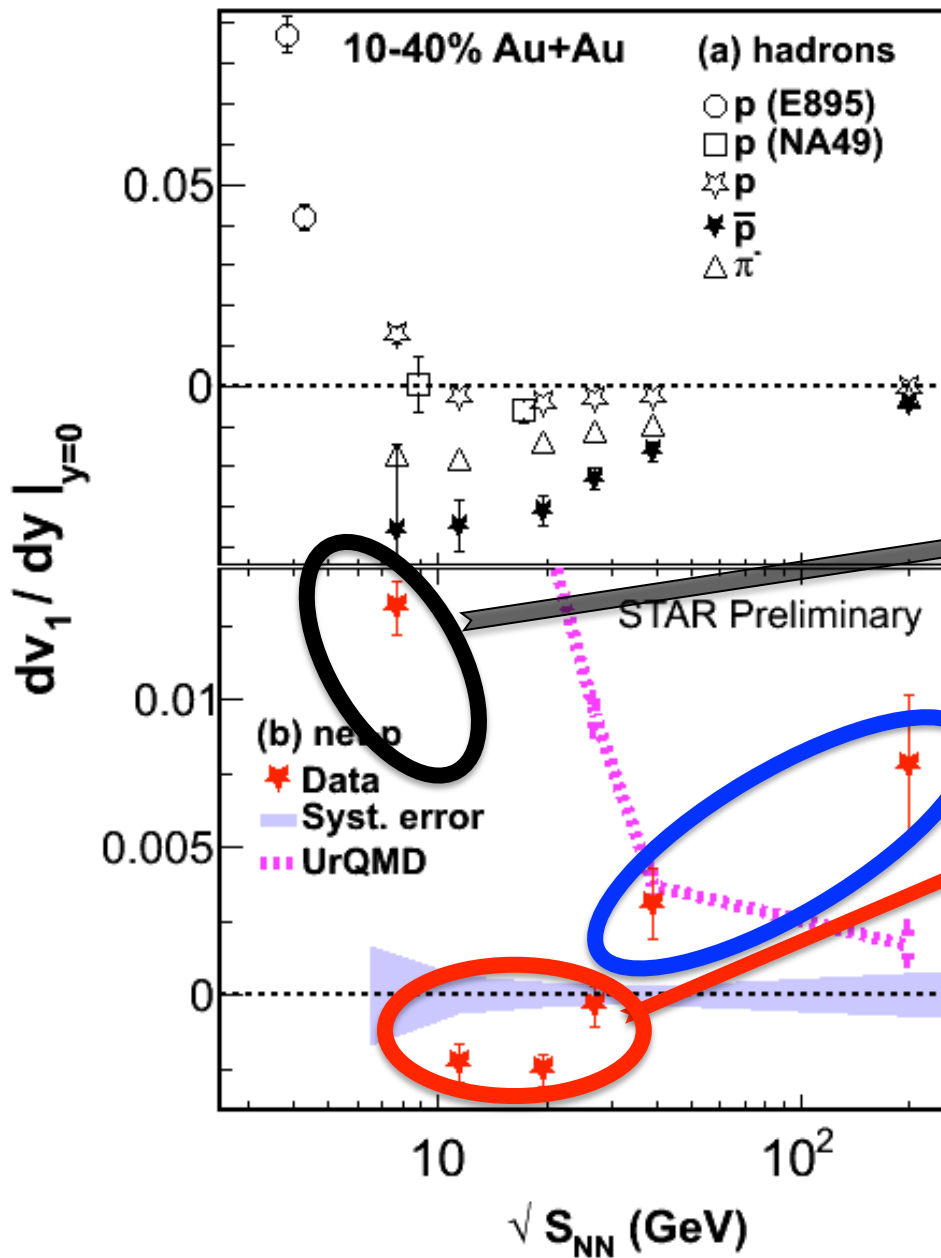 10-40% Au+Au
(a) hadrons
p (E895)
p (NA49)
p
p̅
π⁻
0.05
0
dv₁ / dy |y=0
STAR Preliminary
0.01
(b) net p
Data
Syst. error
UrQMD
0.005
0
10
10²
√ Sₙₙ (GeV)